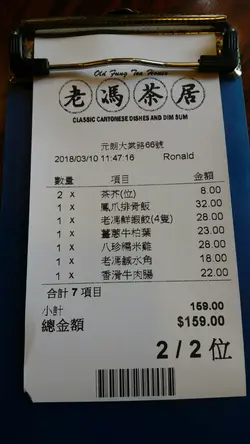 Old Fung Tea House
老馮茶居
CLASSIC CANTONESE DISHES AND DIM SUM
元朗大棠路66號
2018/03/10 11:47:16 Ronald
數量 項目 金額
2 x 茶芥(位) 8.00
1 x 鳳爪排骨飯 32.00
1 x 老馮鮮蝦餃(4隻) 28.00
1 x 薑蔥牛柏葉 23.00
1 x 八珍糯米雞 28.00
1 x 老馮鹹水角 18.00
1 x 香滑牛肉腸 22.00
合計 7 項目
小計 159.00
總金額 $159.00
2 / 2 位